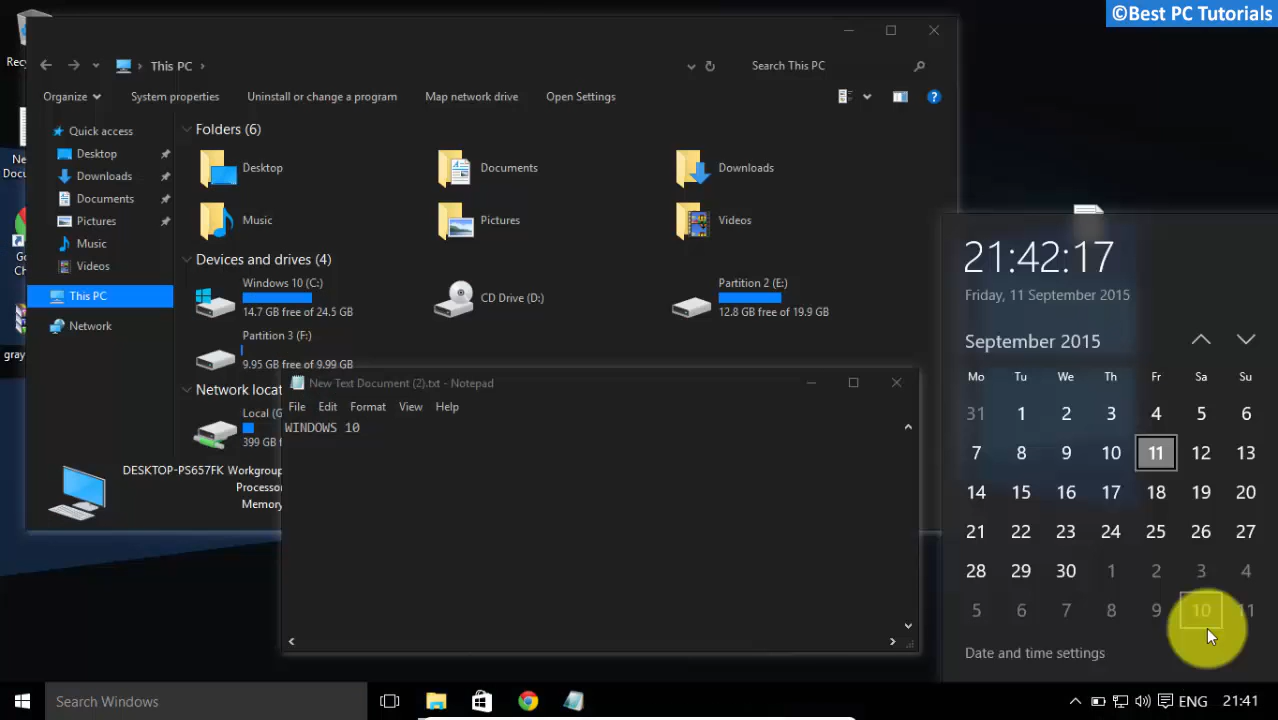 ©Best PC Tutorials
Recy
This PC
Search This PC
Organize
System properties
Uninstall or change a program
Map network drive
Open Settings
Quick access
Desktop
Downloads
Documents
Pictures
Music
Videos
This PC
Network
Folders (6)
Desktop
Documents
Downloads
Music
Pictures
Videos
Devices and drives (4)
Windows 10 (C:)
14.7 GB free of 24.5 GB
CD Drive (D:)
Partition 2 (E:)
12.8 GB free of 19.9 GB
Partition 3 (F:)
9.95 GB free of 9.99 GB
Network locat
Local (G
399 GB f
DESKTOP-PS657FK Workgroup
Processor
Memory
Ne
Docu
Go
Ch
gray
New Text Document (2).txt - Notepad
File Edit Format View Help
WINDOWS 10
21:42:17
Friday, 11 September 2015
September 2015
Mo Tu We Th Fr Sa Su
31 1 2 3 4 5 6
7 8 9 10 11 12 13
14 15 16 17 18 19 20
21 22 23 24 25 26 27
28 29 30 1 2 3 4
5 6 7 8 9 10 11
Date and time settings
Search Windows
ENG
21:41